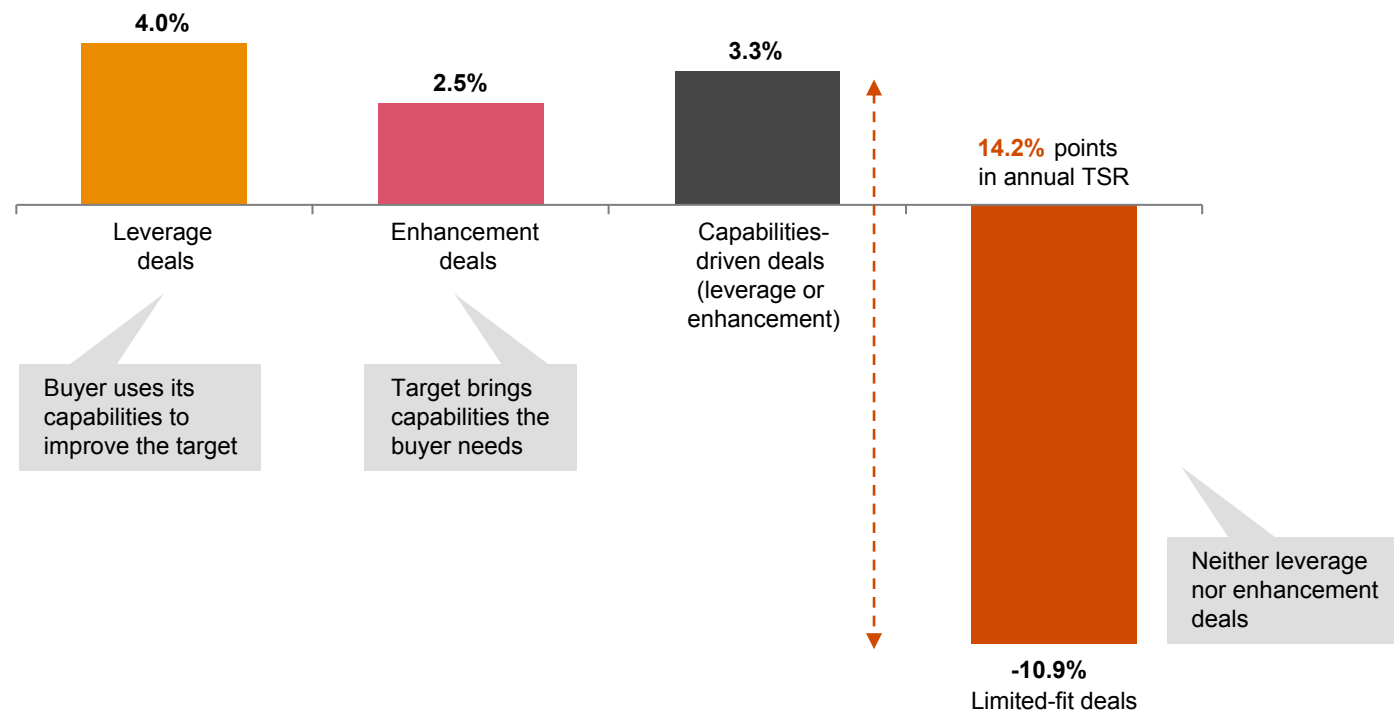 4.0%
2.5%
3.3%
14.2% points
in annual TSR
Leverage
deals
Enhancement
deals
Capabilities-
driven deals
(leverage or
enhancement)
Buyer uses its
capabilities to
improve the target
Target brings
capabilities the
buyer needs
Neither leverage
nor enhancement
deals
-10.9%
Limited-fit deals